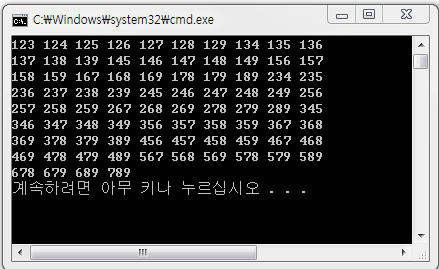 C:\Windows\system32\cmd.exe
123 124 125 126 127 128 129 134 135 136
137 138 139 145 146 147 148 149 156 157
158 159 167 168 169 178 179 189 234 235
236 237 238 239 245 246 247 248 249 256
257 258 259 267 268 269 278 279 289 345
346 347 348 349 356 357 358 359 367 368
369 378 379 389 456 457 458 459 467 468
469 478 479 489 567 568 569 578 579 589
678 679 689 789
계속하려면 아무 키나 누르십시오 . . .